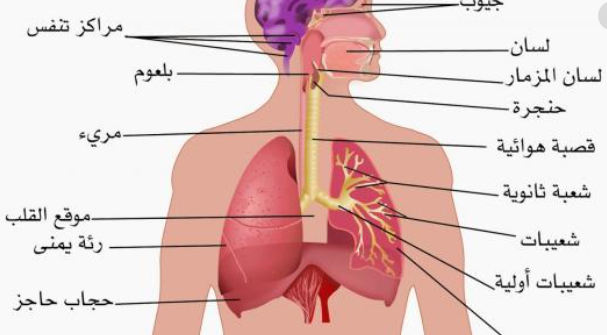 جيوب
مراكز تنفس
لسان
لسان المزمار
بلعوم
حنجرة
مريء
قصبة هوائية
شعبة ثانوية
موقع القلب
شعيبات
رئة يمنى
شعيبات أولية
حجاب حاجز